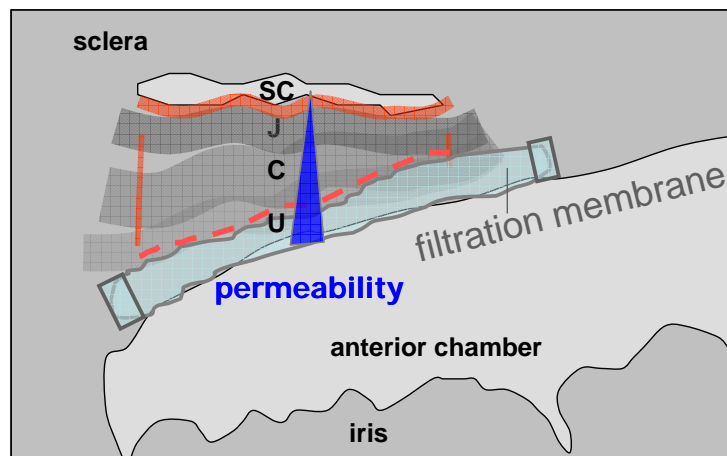 sclera
SC
J
C
U
filtration membrane
permeability
anterior chamber
iris